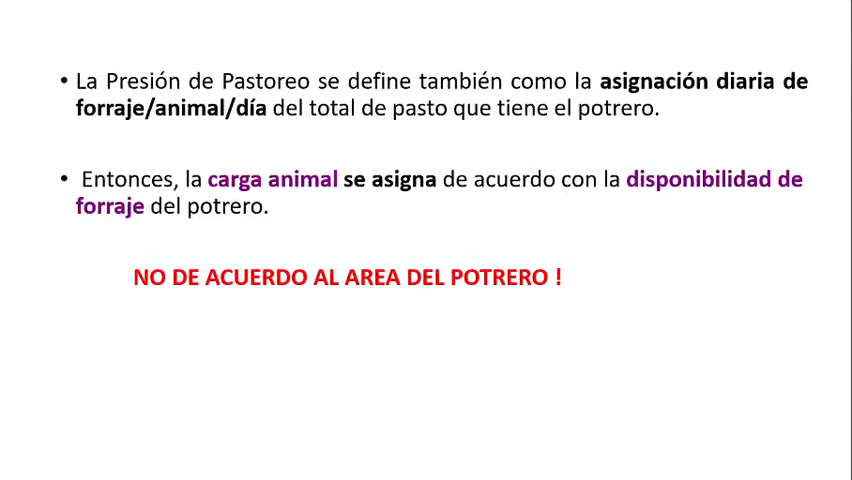 • La Presión de Pastoreo se define también como la asignación diaria de
forraje/animal/día del total de pasto que tiene el potrero.
• Entonces, la carga animal se asigna de acuerdo con la disponibilidad de
forraje del potrero.
NO DE ACUERDO AL AREA DEL POTRERO !